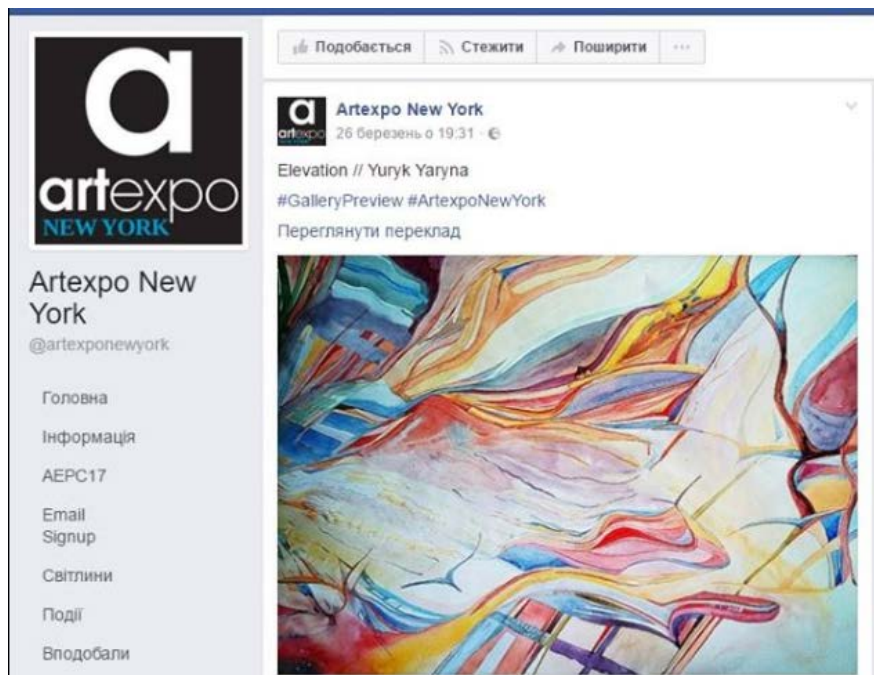 a
artexpo
NEW YORK
Artexpo New
York
@artexponewyork
Головна
Інформація
AEPC17
Email
Signup
Світлини
Події
Вподобали
Подобається
Стежити
Поширити
a
artexpo
Artexpo New York
26 березень о 19:31 ·
Elevation // Yuryk Yaryna
#GalleryPreview #ArtexpoNewYork
Переглянути переклад